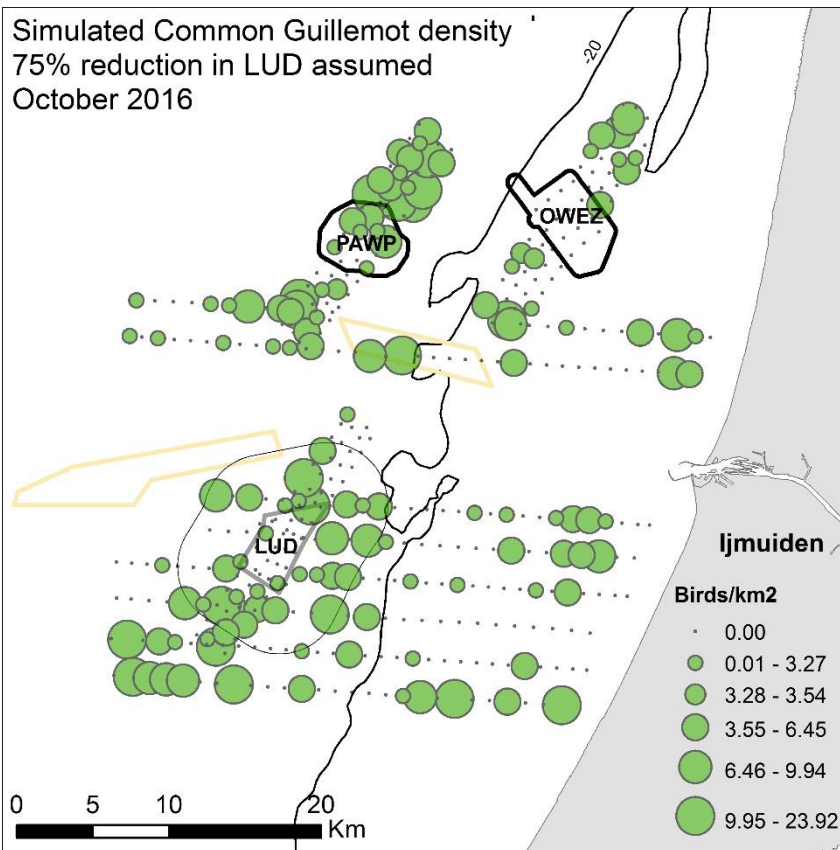 Simulated Common Guillemot density
75% reduction in LUD assumed
October 2016
-20
OWEZ
PAWP
LUD
Ijmuiden
Birds/km2
0.00
0.01 - 3.27
3.28 - 3.54
3.55 - 6.45
6.46 - 9.94
9.95 - 23.92
0 5 10 20
Km